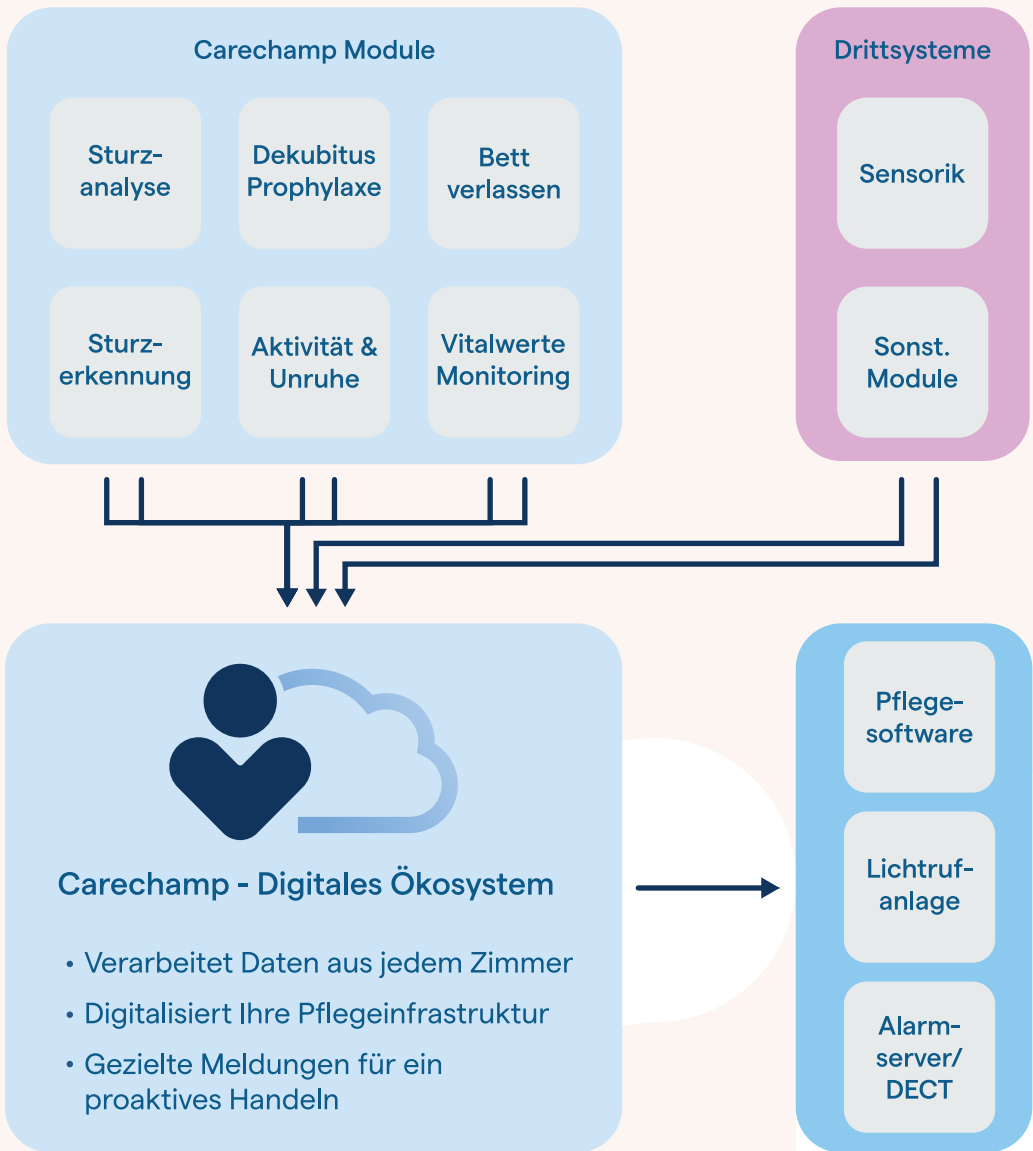 Carechamp Module
Sturz-
analyse
Dekubitus
Prophylaxe
Bett
verlassen
Sturz-
erkennung
Aktivität &
Unruhe
Vitalwerte
Monitoring
Drittsysteme
Sensorik
Sonst.
Module
Carechamp - Digitales Ökosystem
• Verarbeitet Daten aus jedem Zimmer
• Digitalisiert Ihre Pflegeinfrastruktur
• Gezielte Meldungen für ein
proaktives Handeln
Pflege-
software
Lichtruf-
anlage
Alarm-
server/
DECT